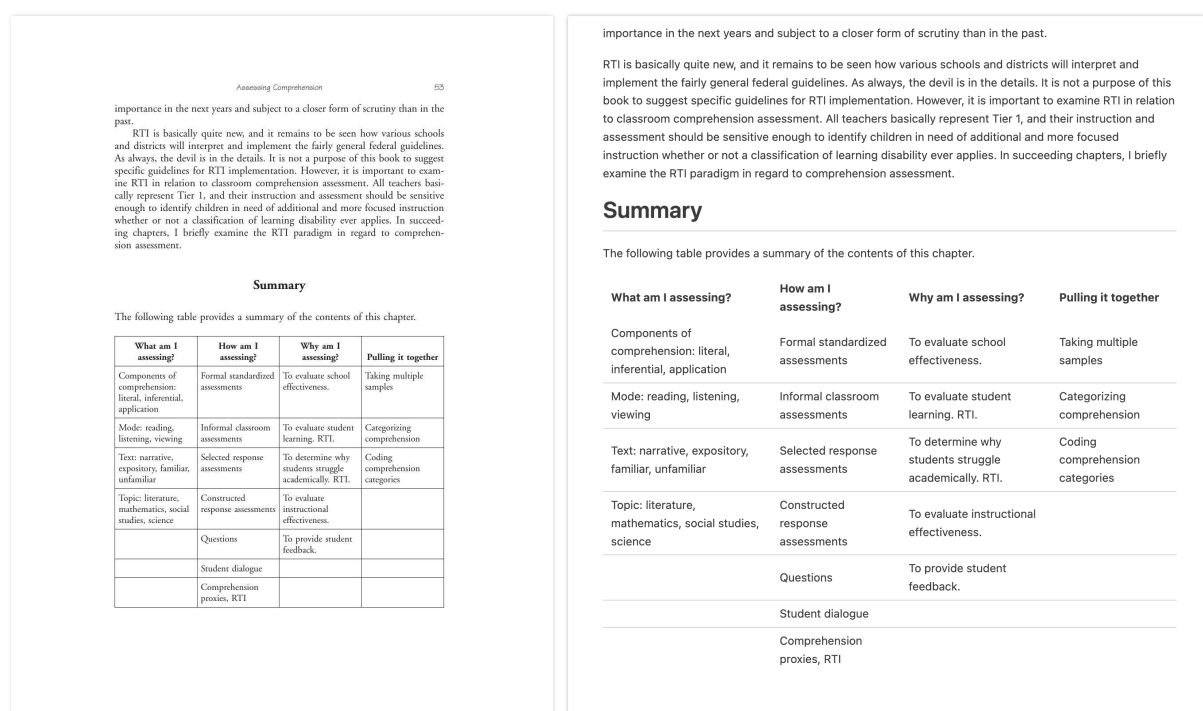 Assessing Comprehension 53
importance in the next years and subject to a closer form of scrutiny than in the
past.
RTI is basically quite new, and it remains to be seen how various schools
and districts will interpret and implement the fairly general federal guidelines.
As always, the devil is in the details. It is not a purpose of this book to suggest
specific guidelines for RTI implementation. However, it is important to exam-
ine RTI in relation to classroom comprehension assessment. All teachers basi-
cally represent Tier 1, and their instruction and assessment should be sensitive
enough to identify children in need of additional and more focused instruction
whether or not a classification of learning disability ever applies. In succeed-
ing chapters, I briefly examine the RTI paradigm in regard to comprehen-
sion assessment.
Summary
The following table provides a summary of the contents of this chapter.
What am I
assessing?
How am I
assessing?
Why am I
assessing?
Pulling it together
Components of
comprehension:
literal, inferential,
application
Formal standardized
assessments
To evaluate school
effectiveness.
Taking multiple
samples
Mode: reading,
listening, viewing
Informal classroom
assessments
To evaluate student
learning. RTI.
Categorizing
comprehension
Text: narrative,
expository, familiar,
unfamiliar
Selected response
assessments
To determine why
students struggle
academically. RTI.
Coding
comprehension
categories
Topic: literature,
mathematics, social
studies, science
Constructed
response assessments
To evaluate
instructional
effectiveness.
Questions
To provide student
feedback.
Student dialogue
Comprehension
proxies, RTI
importance in the next years and subject to a closer form of scrutiny than in the past.
RTI is basically quite new, and it remains to be seen how various schools and districts will interpret and
implement the fairly general federal guidelines. As always, the devil is in the details. It is not a purpose of this
book to suggest specific guidelines for RTI implementation. However, it is important to examine RTI in relation
to classroom comprehension assessment. All teachers basically represent Tier 1, and their instruction and
assessment should be sensitive enough to identify children in need of additional and more focused
instruction whether or not a classification of learning disability ever applies. In succeeding chapters, I briefly
examine the RTI paradigm in regard to comprehension assessment.
Summary
The following table provides a summary of the contents of this chapter.
What am I assessing?
How am I
assessing?
Why am I assessing?
Pulling it together
Components of
comprehension: literal,
inferential, application
Formal standardized
assessments
To evaluate school
effectiveness.
Taking multiple
samples
Mode: reading, listening,
viewing
Informal classroom
assessments
To evaluate student
learning. RTI.
Categorizing
comprehension
Text: narrative, expository,
familiar, unfamiliar
Selected response
assessments
To determine why
students struggle
academically. RTI.
Coding
comprehension
categories
Topic: literature,
mathematics, social studies,
science
Constructed
response
assessments
To evaluate instructional
effectiveness.
Questions
To provide student
feedback.
Student dialogue
Comprehension
proxies, RTI